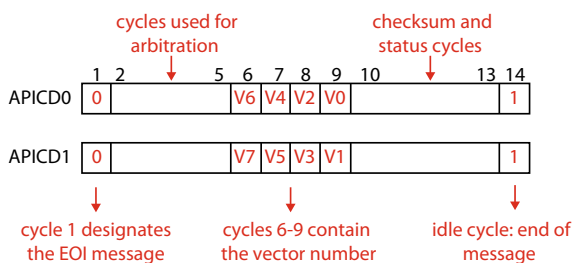 cycles used for
arbitration
checksum and
status cycles
1 2 5 6 7 8 9 10 13 14
APICD0 0 V6 V4 V2 V0 1
APICD1 0 V7 V5 V3 V1 1
cycle 1 designates
the EOI message
cycles 6-9 contain
the vector number
idle cycle: end of
message